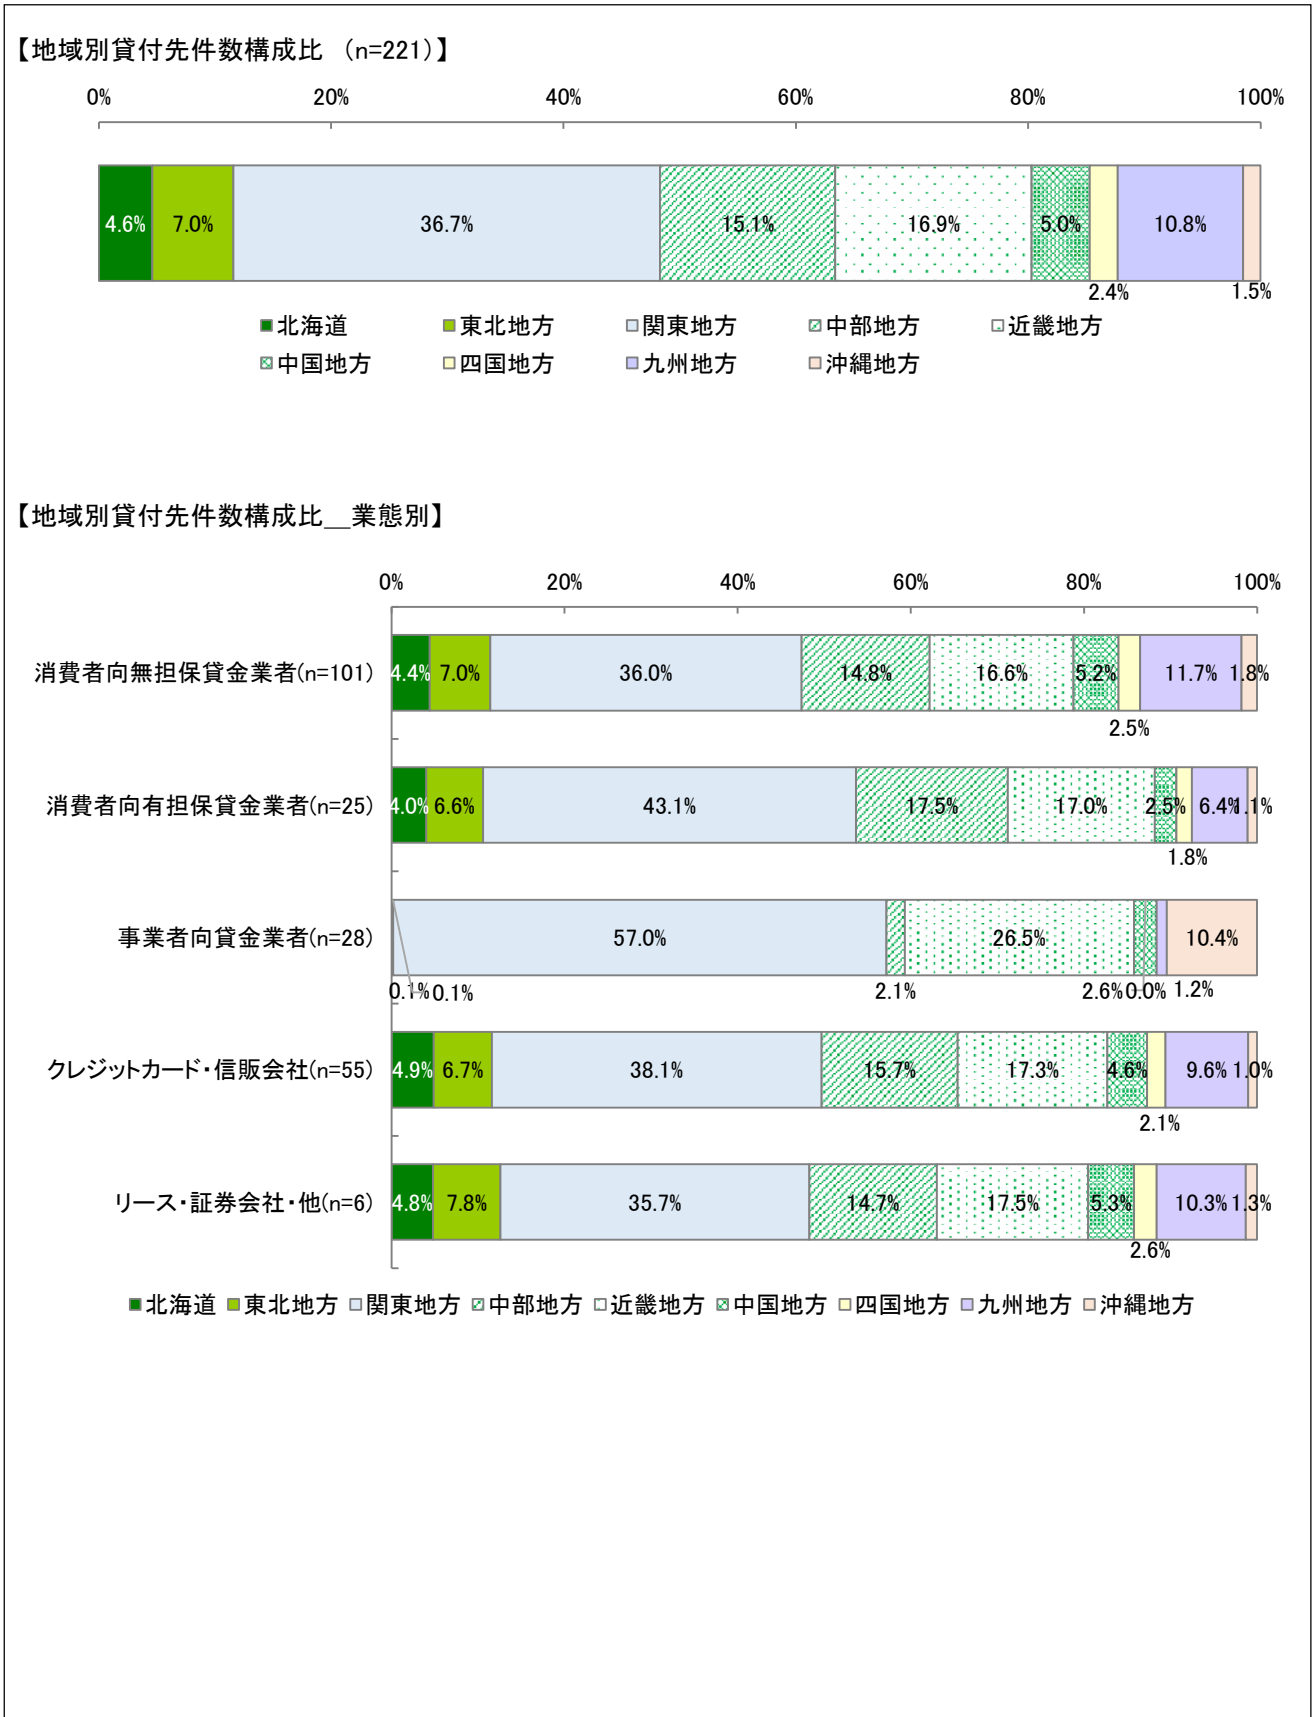 【地域別貸付先件数構成比 (n=221)】
0% 20% 40% 60% 80% 100%
4.6% 7.0% 36.7% 15.1% 16.9% 5.0% 10.8%
2.4% 1.5%
北海道 東北地方 関東地方 中部地方 近畿地方
中国地方 四国地方 九州地方 沖縄地方
【地域別貸付先件数構成比__業態別】
0% 20% 40% 60% 80% 100%
消費者向無担保貸金業者(n=101) 4.4% 7.0% 36.0% 14.8% 16.6% 5.2% 11.7% 1.8%
2.5%
消費者向有担保貸金業者(n=25) 4.0% 6.6% 43.1% 17.5% 17.0% 2.5% 6.4% 1.1%
1.8%
事業者向貸金業者(n=28) 57.0% 26.5% 10.4%
0.1% 0.1% 2.1% 2.6% 0.0% 1.2%
クレジットカード・信販会社(n=55) 4.9% 6.7% 38.1% 15.7% 17.3% 4.6% 9.6% 1.0%
2.1%
リース・証券会社・他(n=6) 4.8% 7.8% 35.7% 14.7% 17.5% 5.3% 10.3% 1.3%
2.6%
北海道 東北地方 関東地方 中部地方 近畿地方 中国地方 四国地方 九州地方 沖縄地方